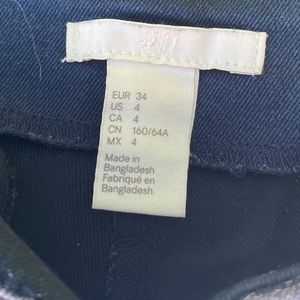 H&M
EUR 34
US 4
CA 4
CN 160/64A
MX 4
Made in
Bangladesh
Fabriqué en
Bangladesh